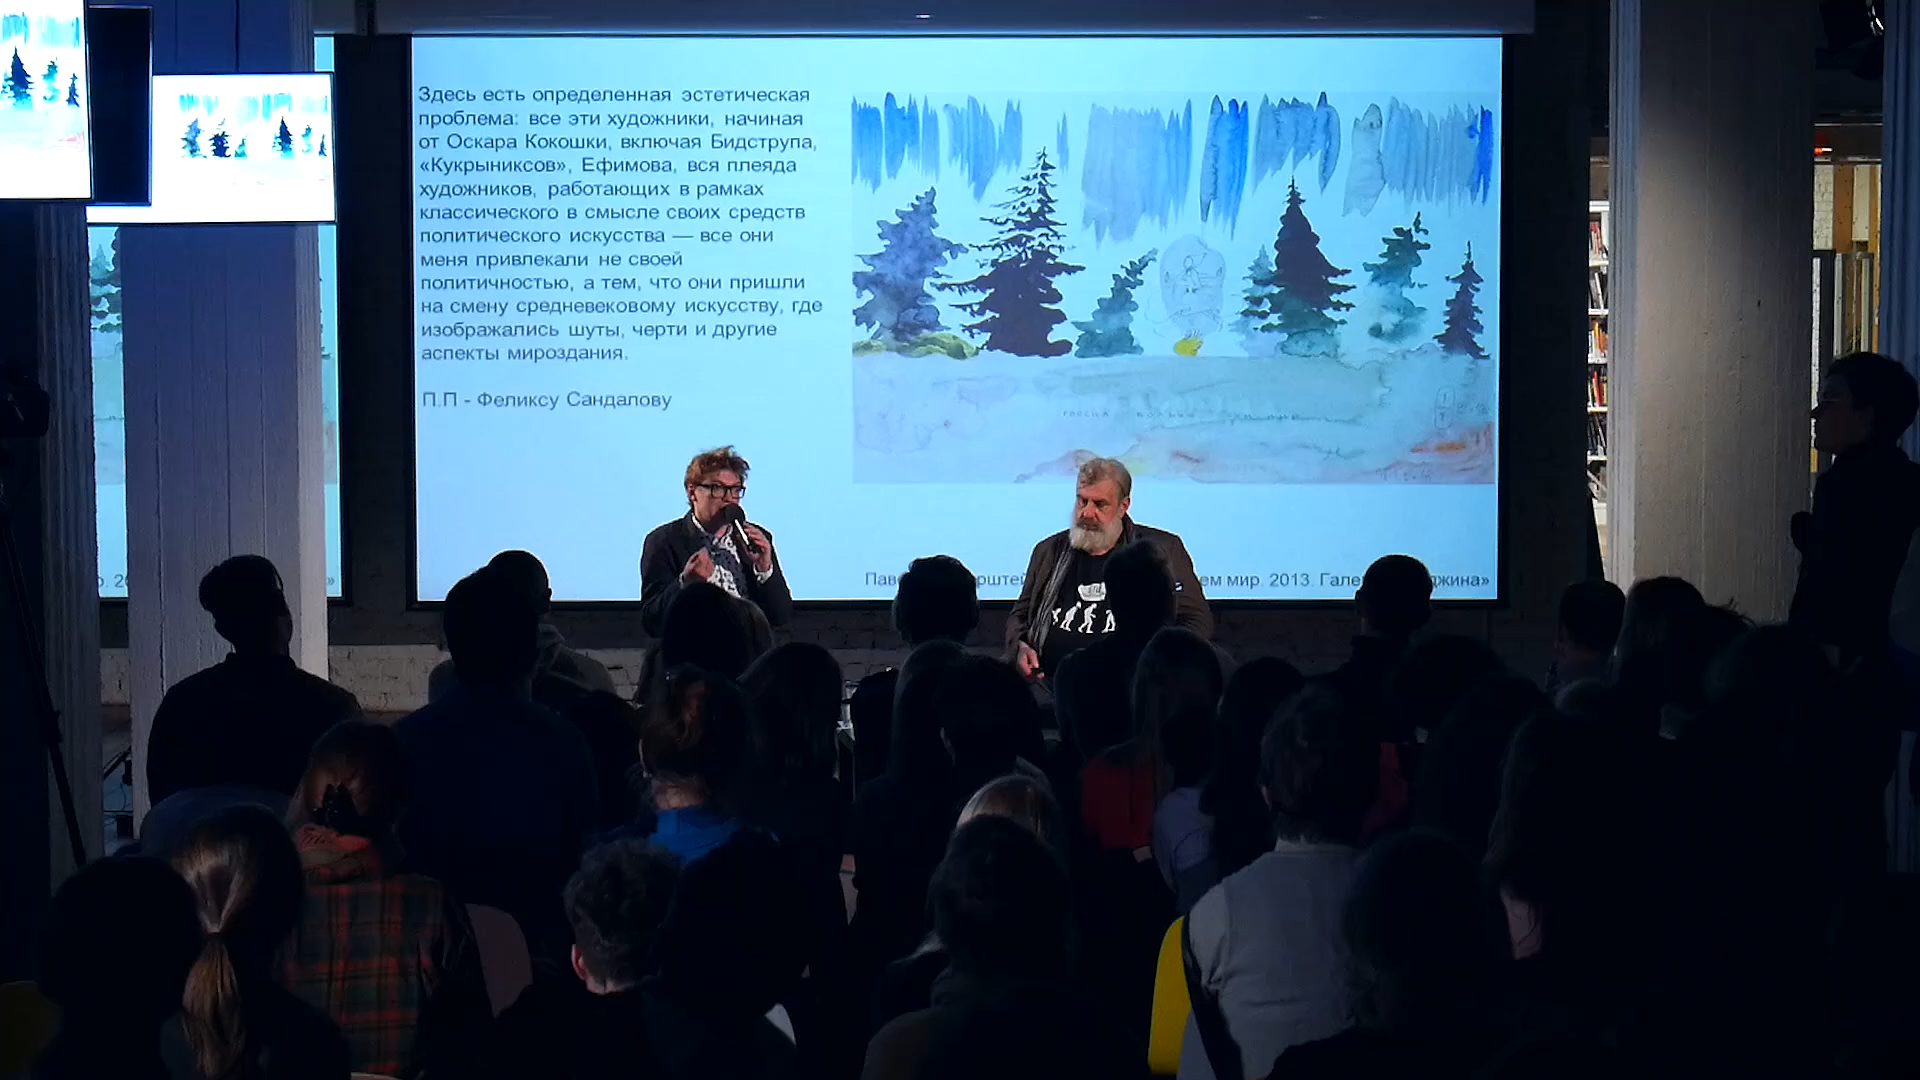 Здесь есть определенная эстетическая
проблема: все эти художники, начиная
от Оскара Кокошки, включая Бидструпа,
«Кукрыниксов», Ефимова, вся плеяда
художников, работающих в рамках
классического в смысле своих средств
политического искусства — все они
меня привлекали не своей
политичностью, а тем, что они пришли
на смену средневековому искусству, где
изображались шуты, черти и другие
аспекты мироздания.
П.П - Феликсу Сандалову
мир. 2013.